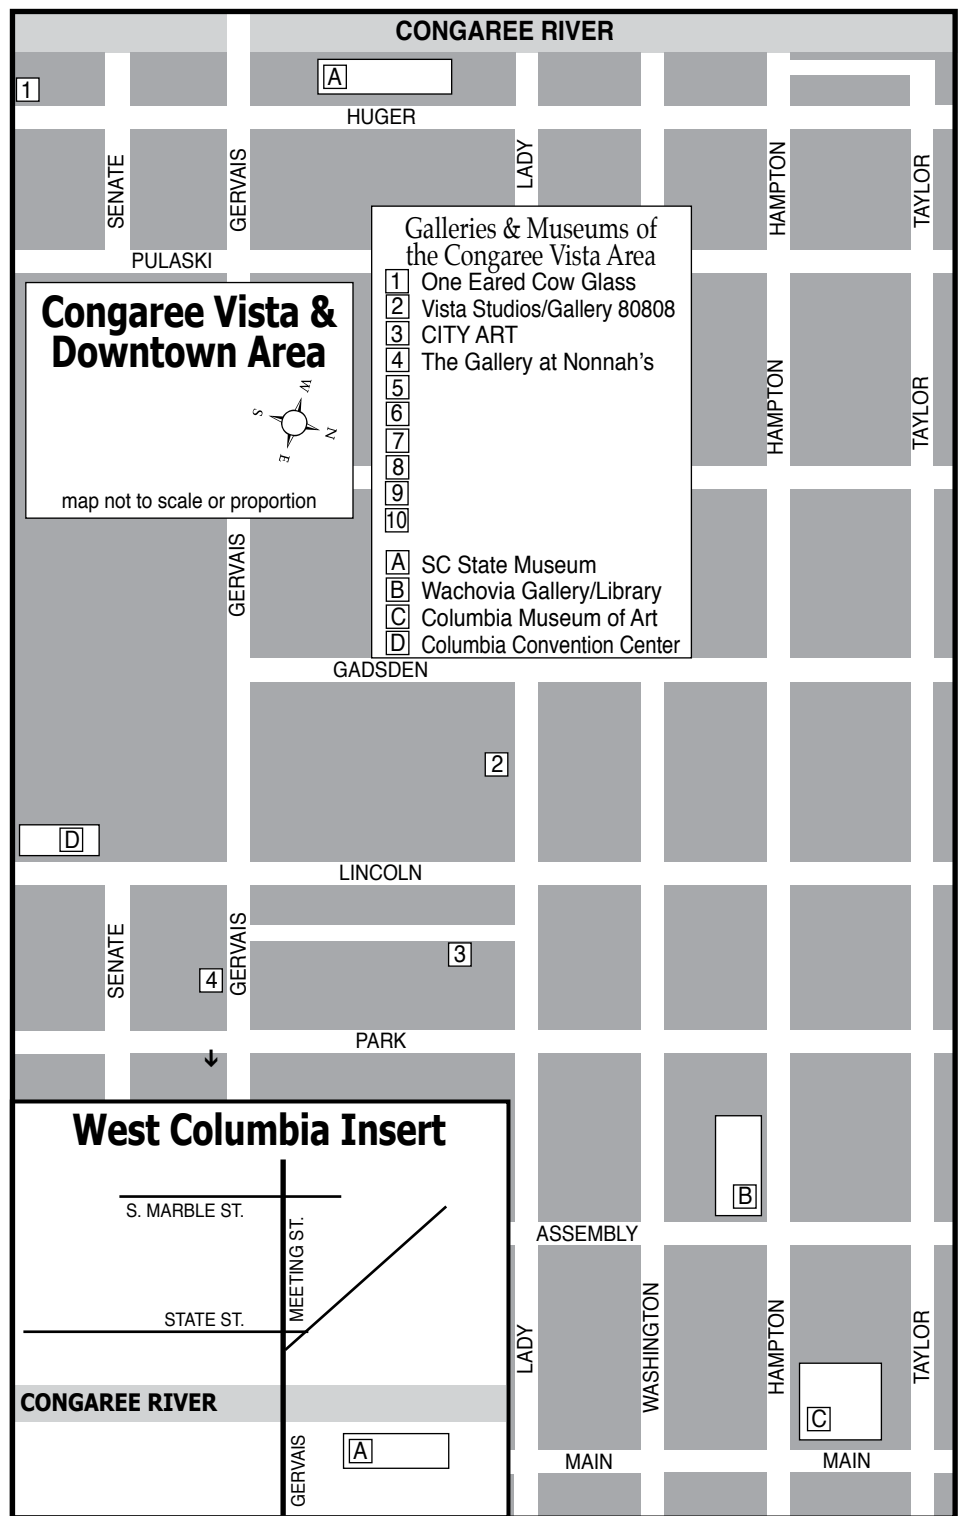 CONGAREE RIVER
1
A
HUGER
SENATE
GERVAIS
LADY
HAMPTON
TAYLOR
PULASKI
Galleries & Museums of
the Congaree Vista Area
1 One Eared Cow Glass
2 Vista Studios/Gallery 80808
3 CITY ART
4 The Gallery at Nonnah's
5
6
7
8
9
10
A SC State Museum
B Wachovia Gallery/Library
C Columbia Museum of Art
D Columbia Convention Center
Congaree Vista &
Downtown Area
W
S
N
E
map not to scale or proportion
HAMPTON
TAYLOR
GERVAIS
GADSDEN
2
D
LINCOLN
SENATE
GERVAIS
3
4
PARK
West Columbia Insert
S. MARBLE ST.
MEETING ST.
STATE ST.
CONGAREE RIVER
A
GERVAIS
B
ASSEMBLY
LADY
WASHINGTON
HAMPTON
TAYLOR
C
MAIN
MAIN